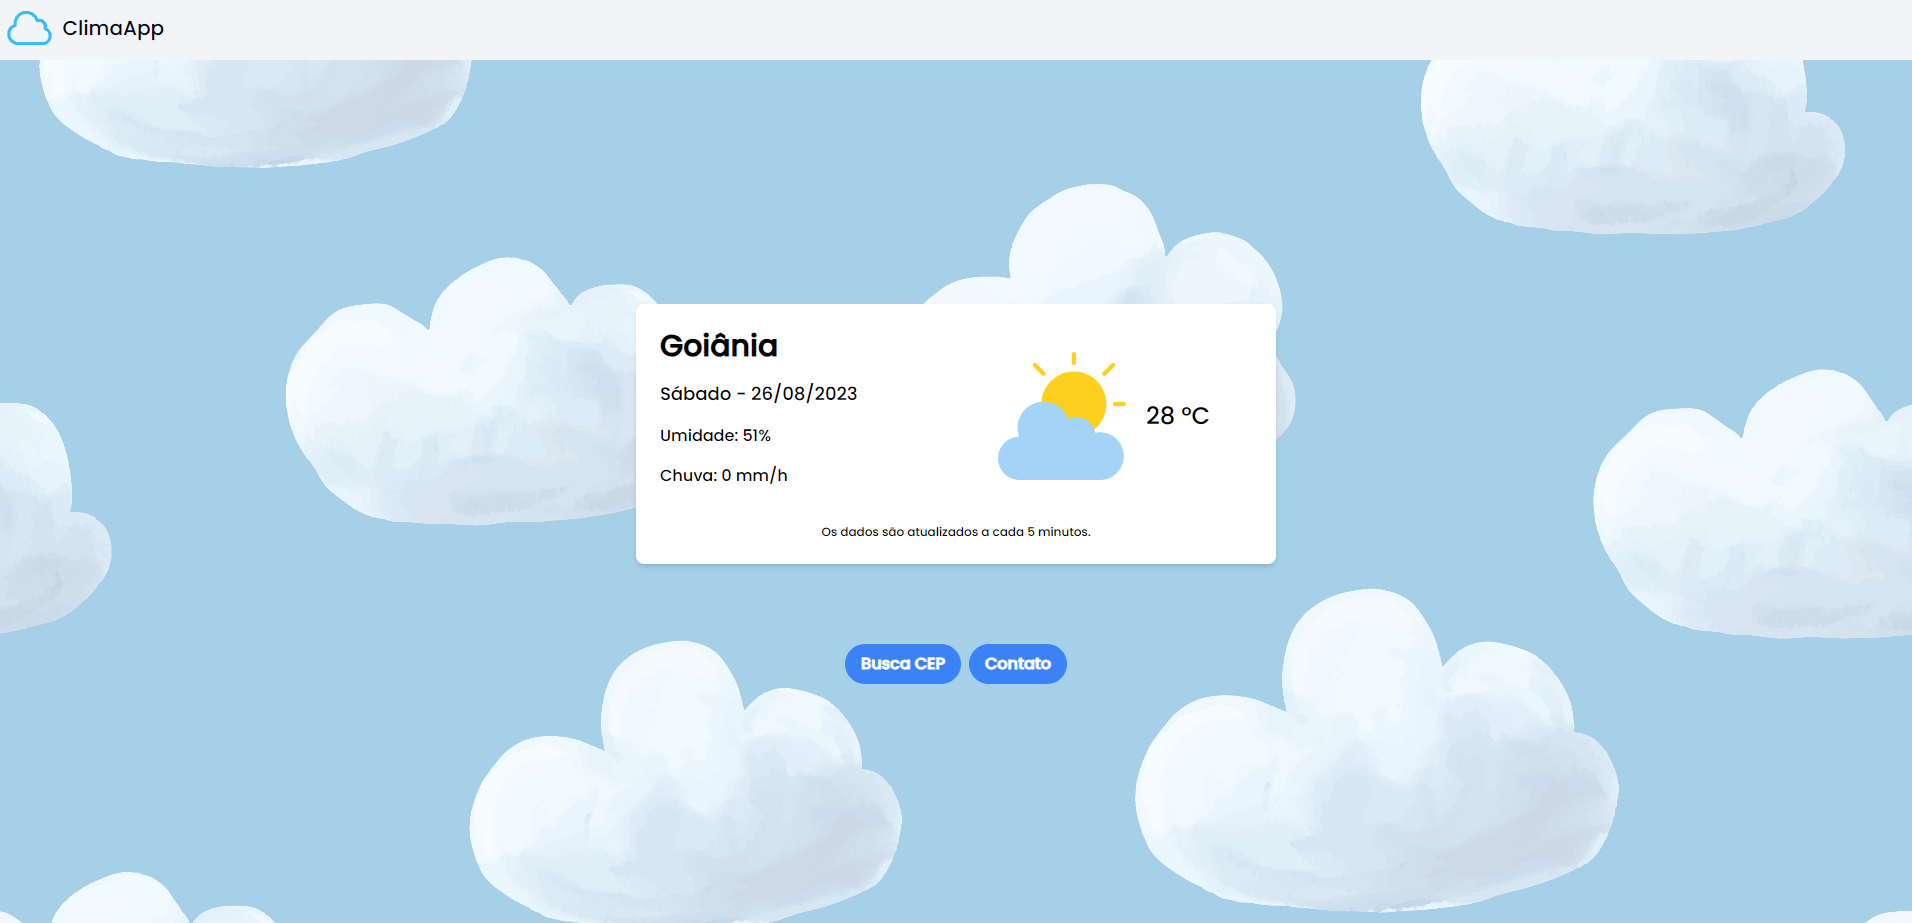 ClimaApp
Goiânia
Sábado - 26/08/2023
Umidade: 51%
Chuva: 0 mm/h
28 °C
Os dados são atualizados a cada 5 minutos.
Busca CEP
Contato